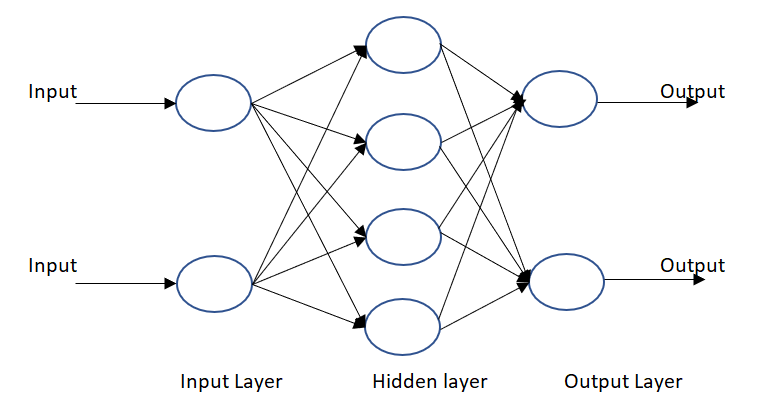 Input
Output
Input
Output
Input Layer
Hidden layer
Output Layer